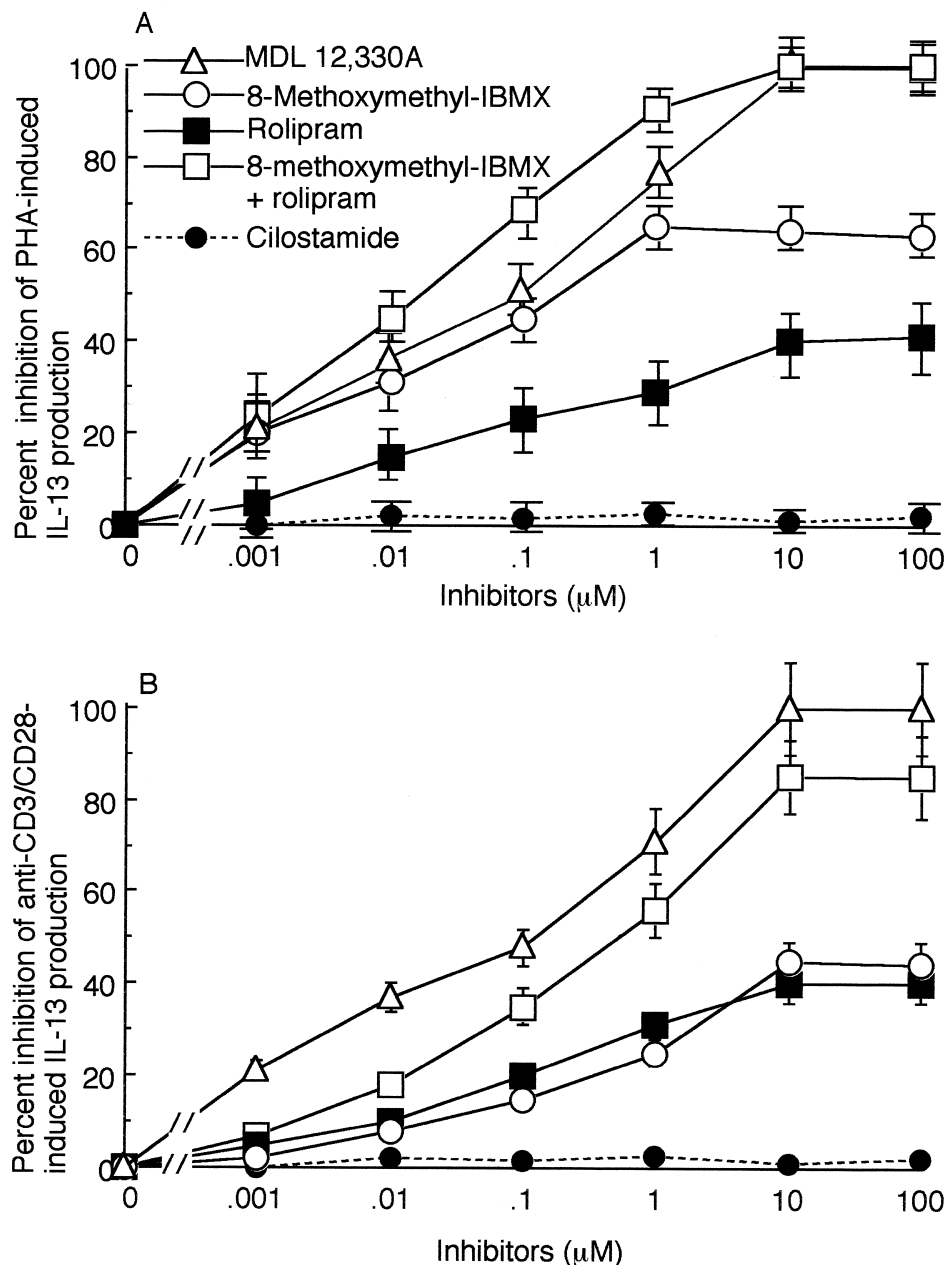 A
MDL 12,330A
8-Methoxymethyl-IBMX
Rolipram
8-methoxymethyl-IBMX
+ rolipram
Cilostamide
Percent inhibition of PHA-induced
IL-13 production
100
80
60
40
20
0
0 .001 .01 .1 1 10 100
Inhibitors (μM)
B
Percent inhibition of anti-CD3/CD28-
induced IL-13 production
100
80
60
40
20
0
0 .001 .01 .1 1 10 100
Inhibitors (μM)